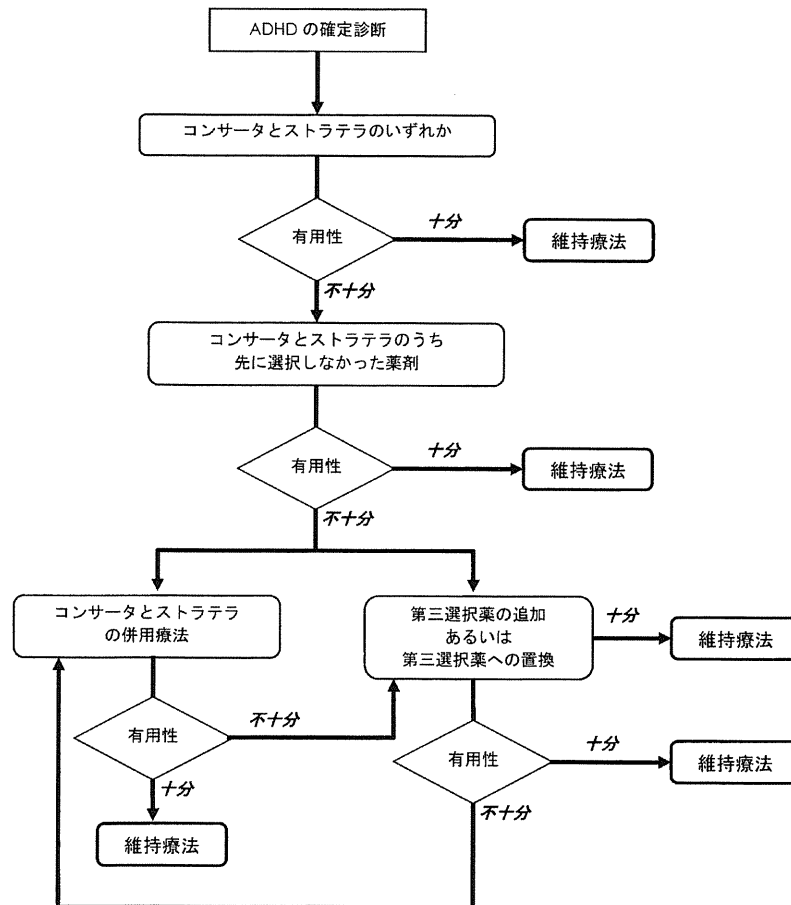 ADHD の確定診断
コンサータとストラテラのいずれか
有用性
十分
維持療法
不十分
コンサータとストラテラのうち
先に選択しなかった薬剤
有用性
十分
維持療法
不十分
コンサータとストラテラ
の併用療法
第三選択薬の追加
あるいは
第三選択薬への置換
十分
維持療法
有用性
不十分
十分
維持療法
有用性
十分
維持療法
不十分